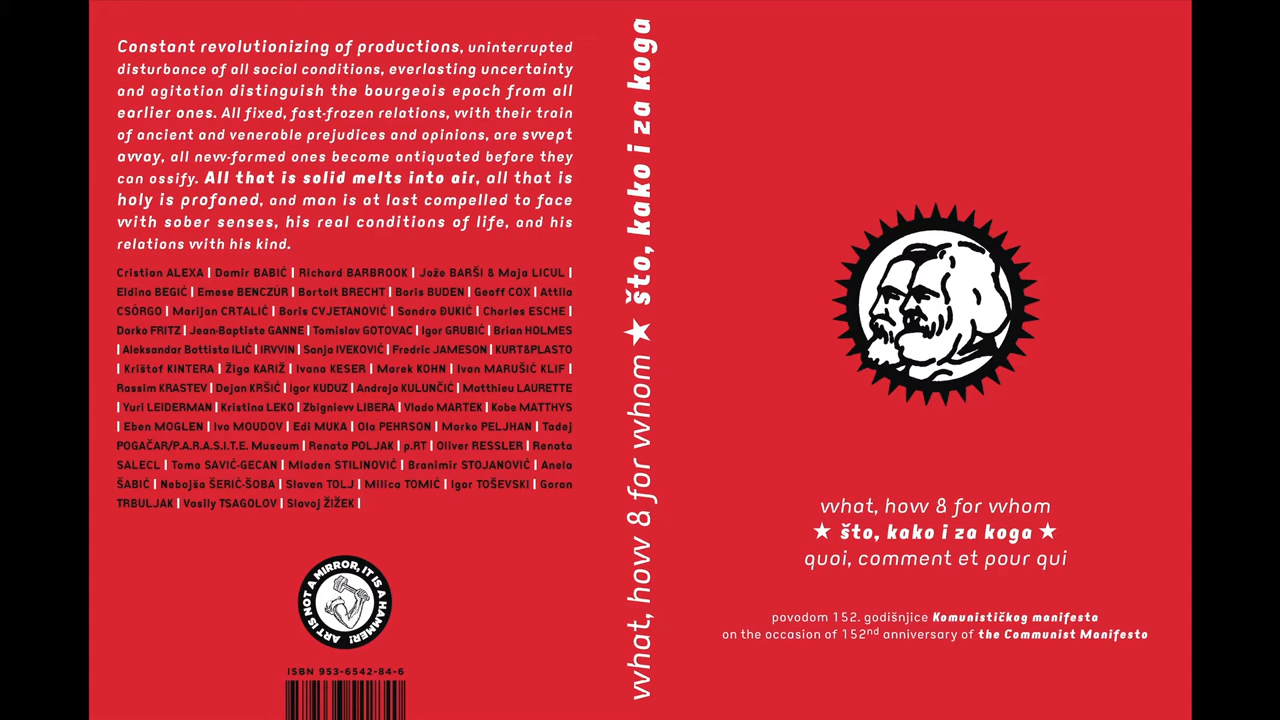 Constant revolutionizing of productions, uninterrupted
disturbance of all social conditions, everlasting uncertainty
and agitation distinguish the bourgeois epoch from all
earlier ones. All fixed, fast-frozen relations, with their train
of ancient and venerable prejudices and opinions, are swept
away, all new-formed ones become antiquated before they
can ossify. All that is solid melts into air, all that is
holy is profaned, and man is at last compelled to face
with sober senses, his real conditions of life, and his
relations with his kind.
Cristian ALEXA | Damir BABIĆ | Richard BARBROOK | Jože BARŠI & Maja LICUL |
Eldina BEGIĆ | Emese BENCZÚR | Bertolt BRECHT | Boris BUDEN | Geoff COX | Attila
CSÖRGO | Marijan CRTALIĆ | Boris CVJETANOVIĆ | Sandro ĐUKIĆ | Charles ESCHE |
Darko FRITZ | Jean-Baptiste GANNE | Tomislav GOTOVAC | Igor GRUBIĆ | Brian HOLMES
| Aleksandar Battista ILIĆ | IRWIN | Sanja IVEKOVIĆ | Fredric JAMESON | KURT&PLASTO
| Krištof KINTERA | Žiga KARIŽ | Ivana KESER | Marek KOHN | Ivan MARUŠIĆ KLIF |
Rassim KRASTEV | Dejan KRŠIĆ | Igor KUDUZ | Andreja KULUNČIĆ | Matthieu LAURETTE
| Yuri LEIDERMAN | Kristina LEKO | Zbigniew LIBERA | Vlado MARTEK | Kobe MATTHYS
| Eben MOGLEN | Ivo MOUDOV | Edi MUKA | Ola PEHRSON | Marko PELJHAN | Tadej
POGAČAR/P.A.R.A.S.I.T.E. Museum | Renata POLJAK | p.RT | Oliver RESSLER | Renata
SALECL | Tomo SAVIĆ-GECAN | Mladen STILINOVIĆ | Branimir STOJANOVIĆ | Anela
ŠABIĆ | Nebojša ŠERIĆ-ŠOBA | Slaven TOLJ | Milica TOMIĆ | Igor TOŠEVSKI | Goran
TRBULJAK | Vasily TSAGOLOV | Slavoj ŽIŽEK |
ART IS NOT A MIRROR, IT IS A HAMMER!
ISBN 953-6542-84-6
what, how & for whom ★ što, kako i za koga
what, how & for whom
★ što, kako i za koga ★
quoi, comment et pour qui
povodom 152. godišnjice Komunističkog manifesta
on the occasion of 152nd anniversary of the Communist Manifesto